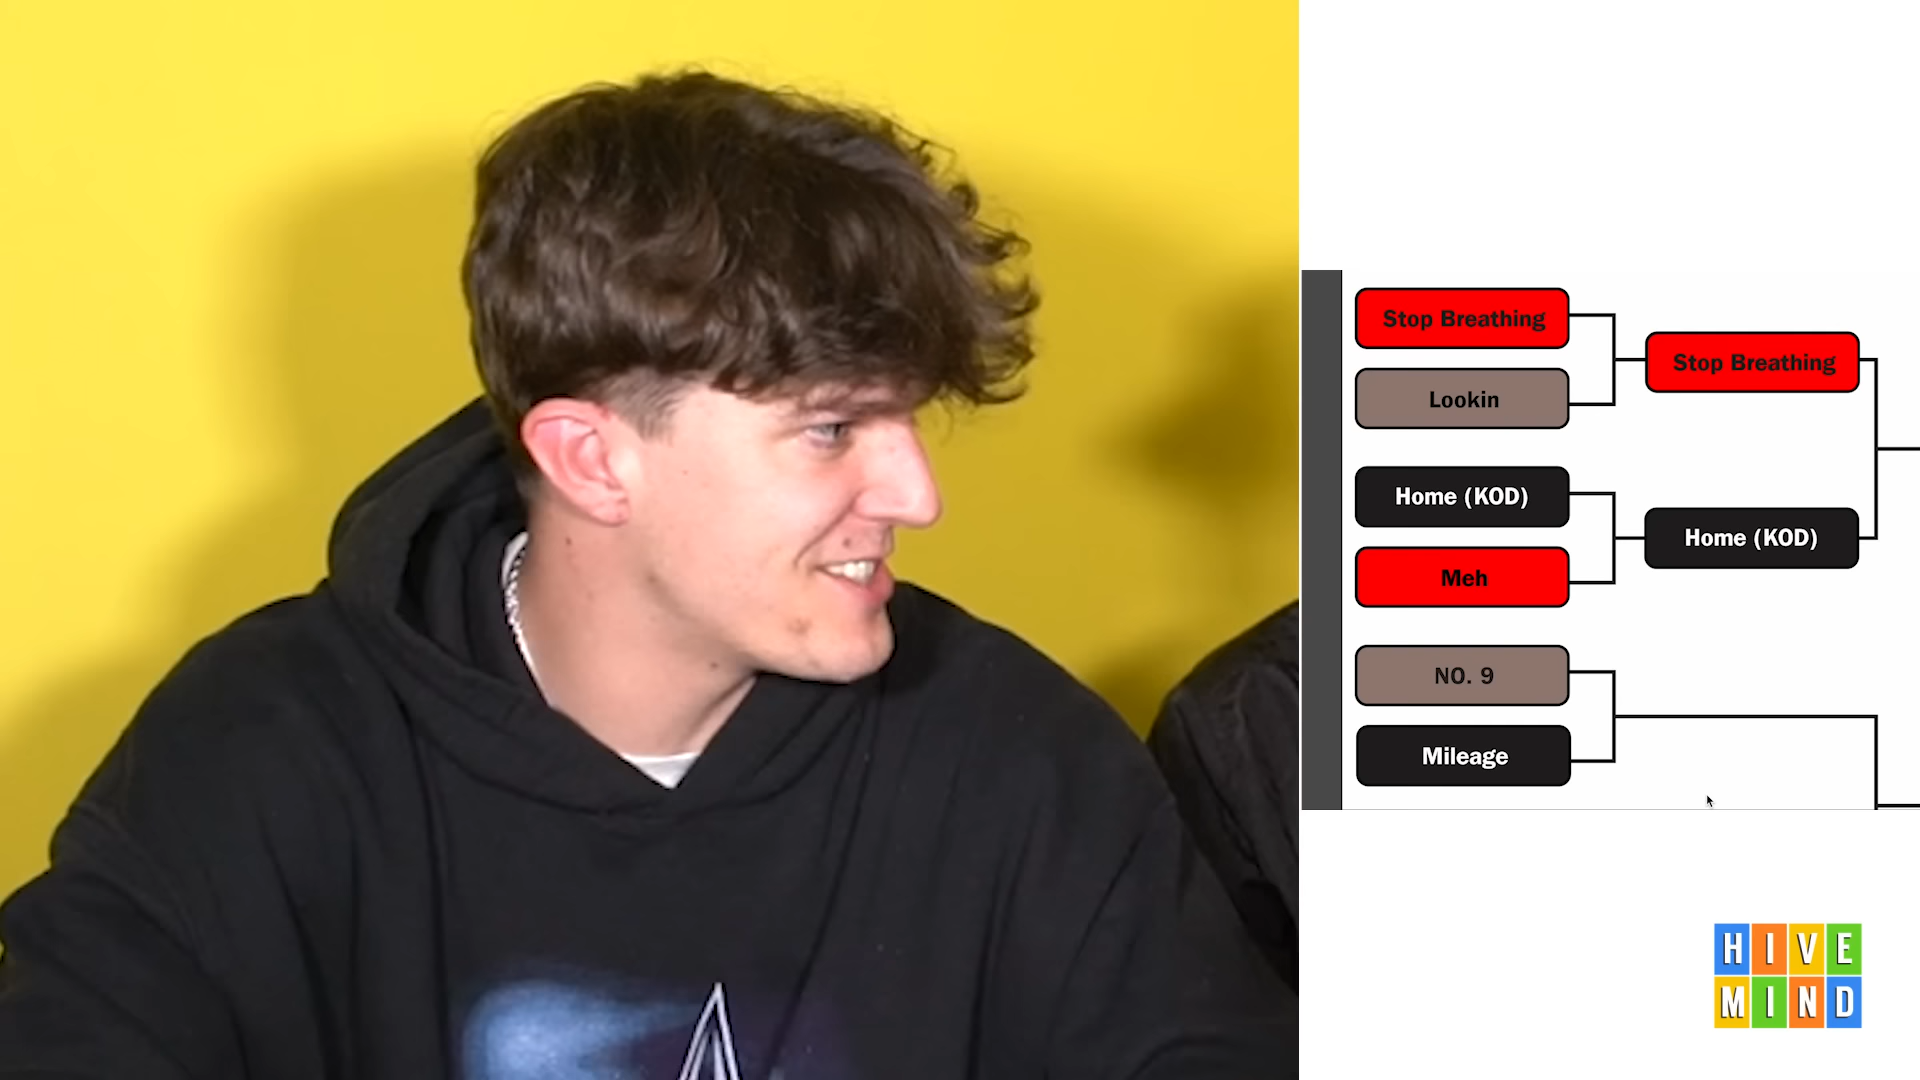 Stop Breathing
Lookin
Stop Breathing
Home (KOD)
Meh
Home (KOD)
NO. 9
Mileage
HIVE
MIND